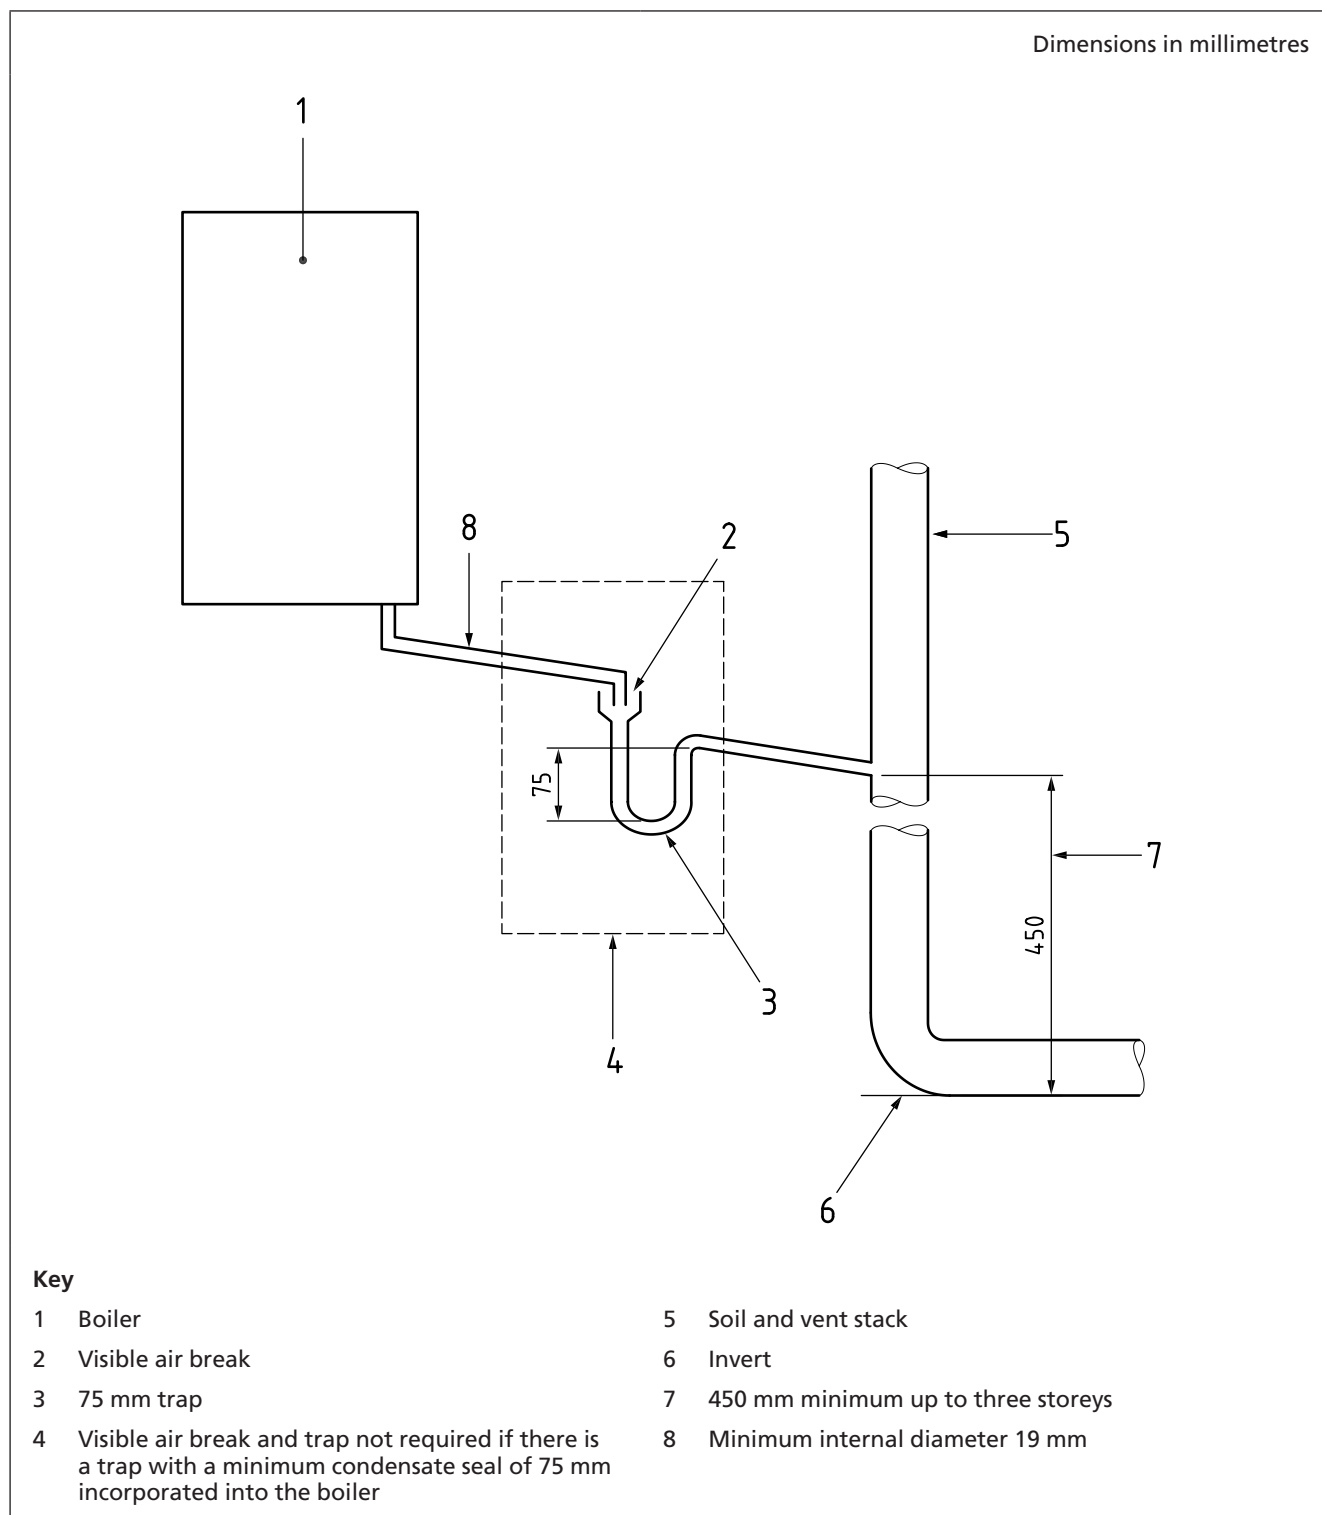 Dimensions in millimetres
1
8
2
5
75
7
450
3
4
6
Key
1 Boiler
2 Visible air break
3 75 mm trap
4 Visible air break and trap not required if there is
a trap with a minimum condensate seal of 75 mm
incorporated into the boiler
5 Soil and vent stack
6 Invert
7 450 mm minimum up to three storeys
8 Minimum internal diameter 19 mm